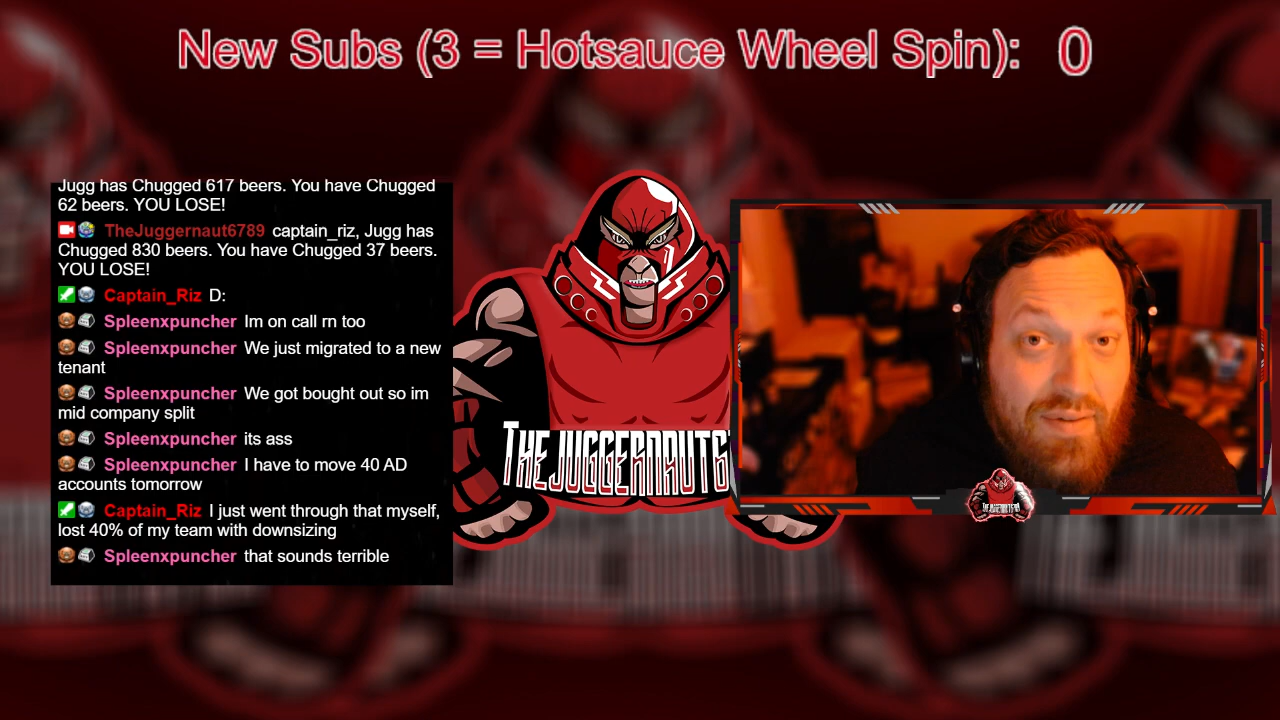 New Subs (3 = Hotsauce Wheel Spin): 0
Jugg has Chugged 617 beers. You have Chugged
62 beers. YOU LOSE!
TheJuggernaut6789 captain_riz, Jugg has
Chugged 830 beers. You have Chugged 37 beers.
YOU LOSE!
Captain_Riz D:
Spleenxpuncher Im on call rn too
Spleenxpuncher We just migrated to a new
tenant
Spleenxpuncher We got bought out so im
mid company split
Spleenxpuncher its ass
Spleenxpuncher I have to move 40 AD
accounts tomorrow
Captain_Riz I just went through that myself,
lost 40% of my team with downsizing
Spleenxpuncher that sounds terrible
THEJUGGERNAUT6